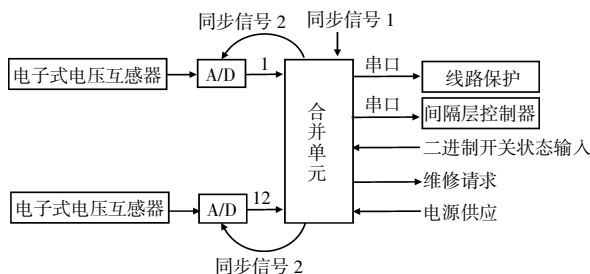 同步信号 2
同步信号 1
电子式电压互感器
A/D
1
串口
线路保护
串口
间隔层控制器
合并单元
二进制开关状态输入
维修请求
电子式电压互感器
A/D
12
电源供应
同步信号 2